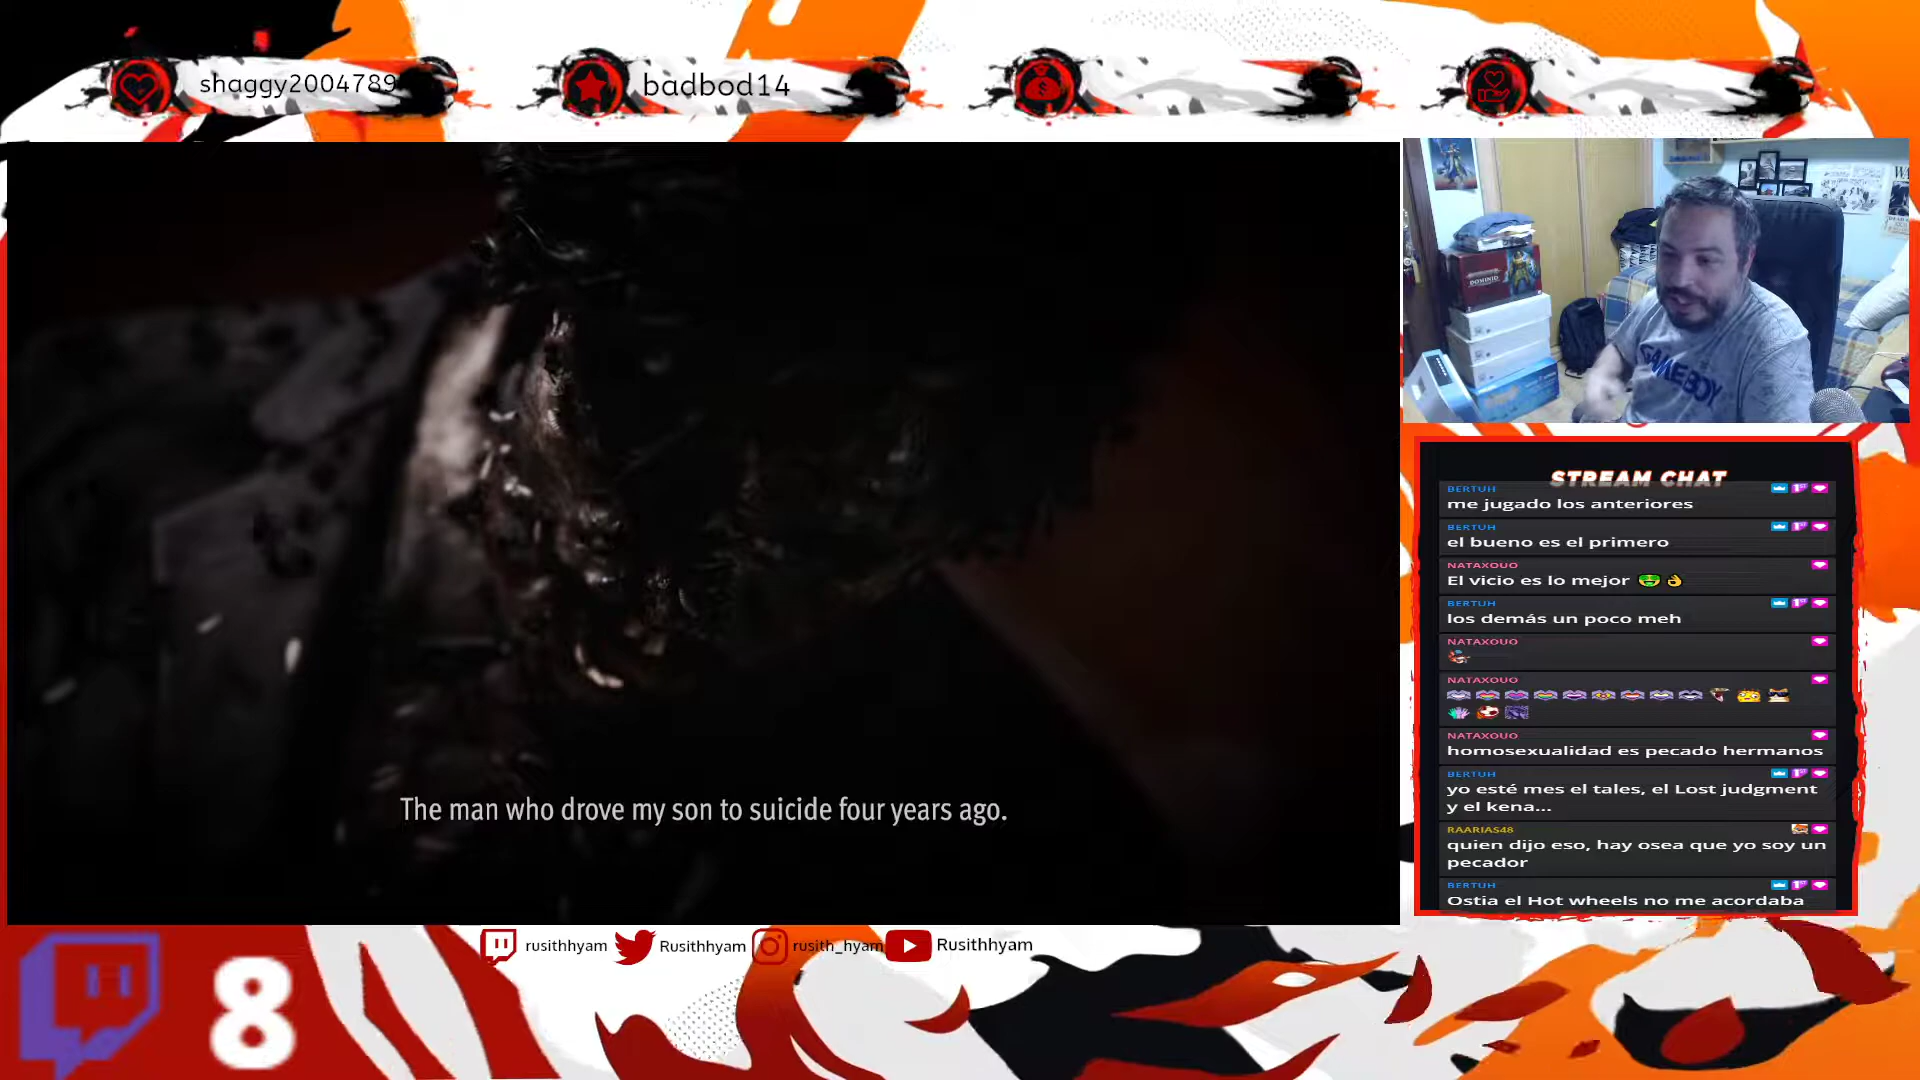 shaggy2004789
badbod14
The man who drove my son to suicide four years ago.
GAMEBOY
DOMINIO
STREAM CHAT
BERTUH
me jugado los anteriores
BERTUH
el bueno es el primero
NATAXOUO
El vicio es lo mejor 🤑 👌
BERTUH
los demás un poco meh
NATAXOUO
NATAXOUO
NATAXOUO
homosexualidad es pecado hermanos
BERTUH
yo esté mes el tales, el Lost judgment
y el kena...
RAARIAS48
quien dijo eso, hay osea que yo soy un
pecador
BERTUH
Ostia el Hot wheels no me acordaba
rusithhyam
Rusithhyam
rusith_hyam
Rusithhyam
8